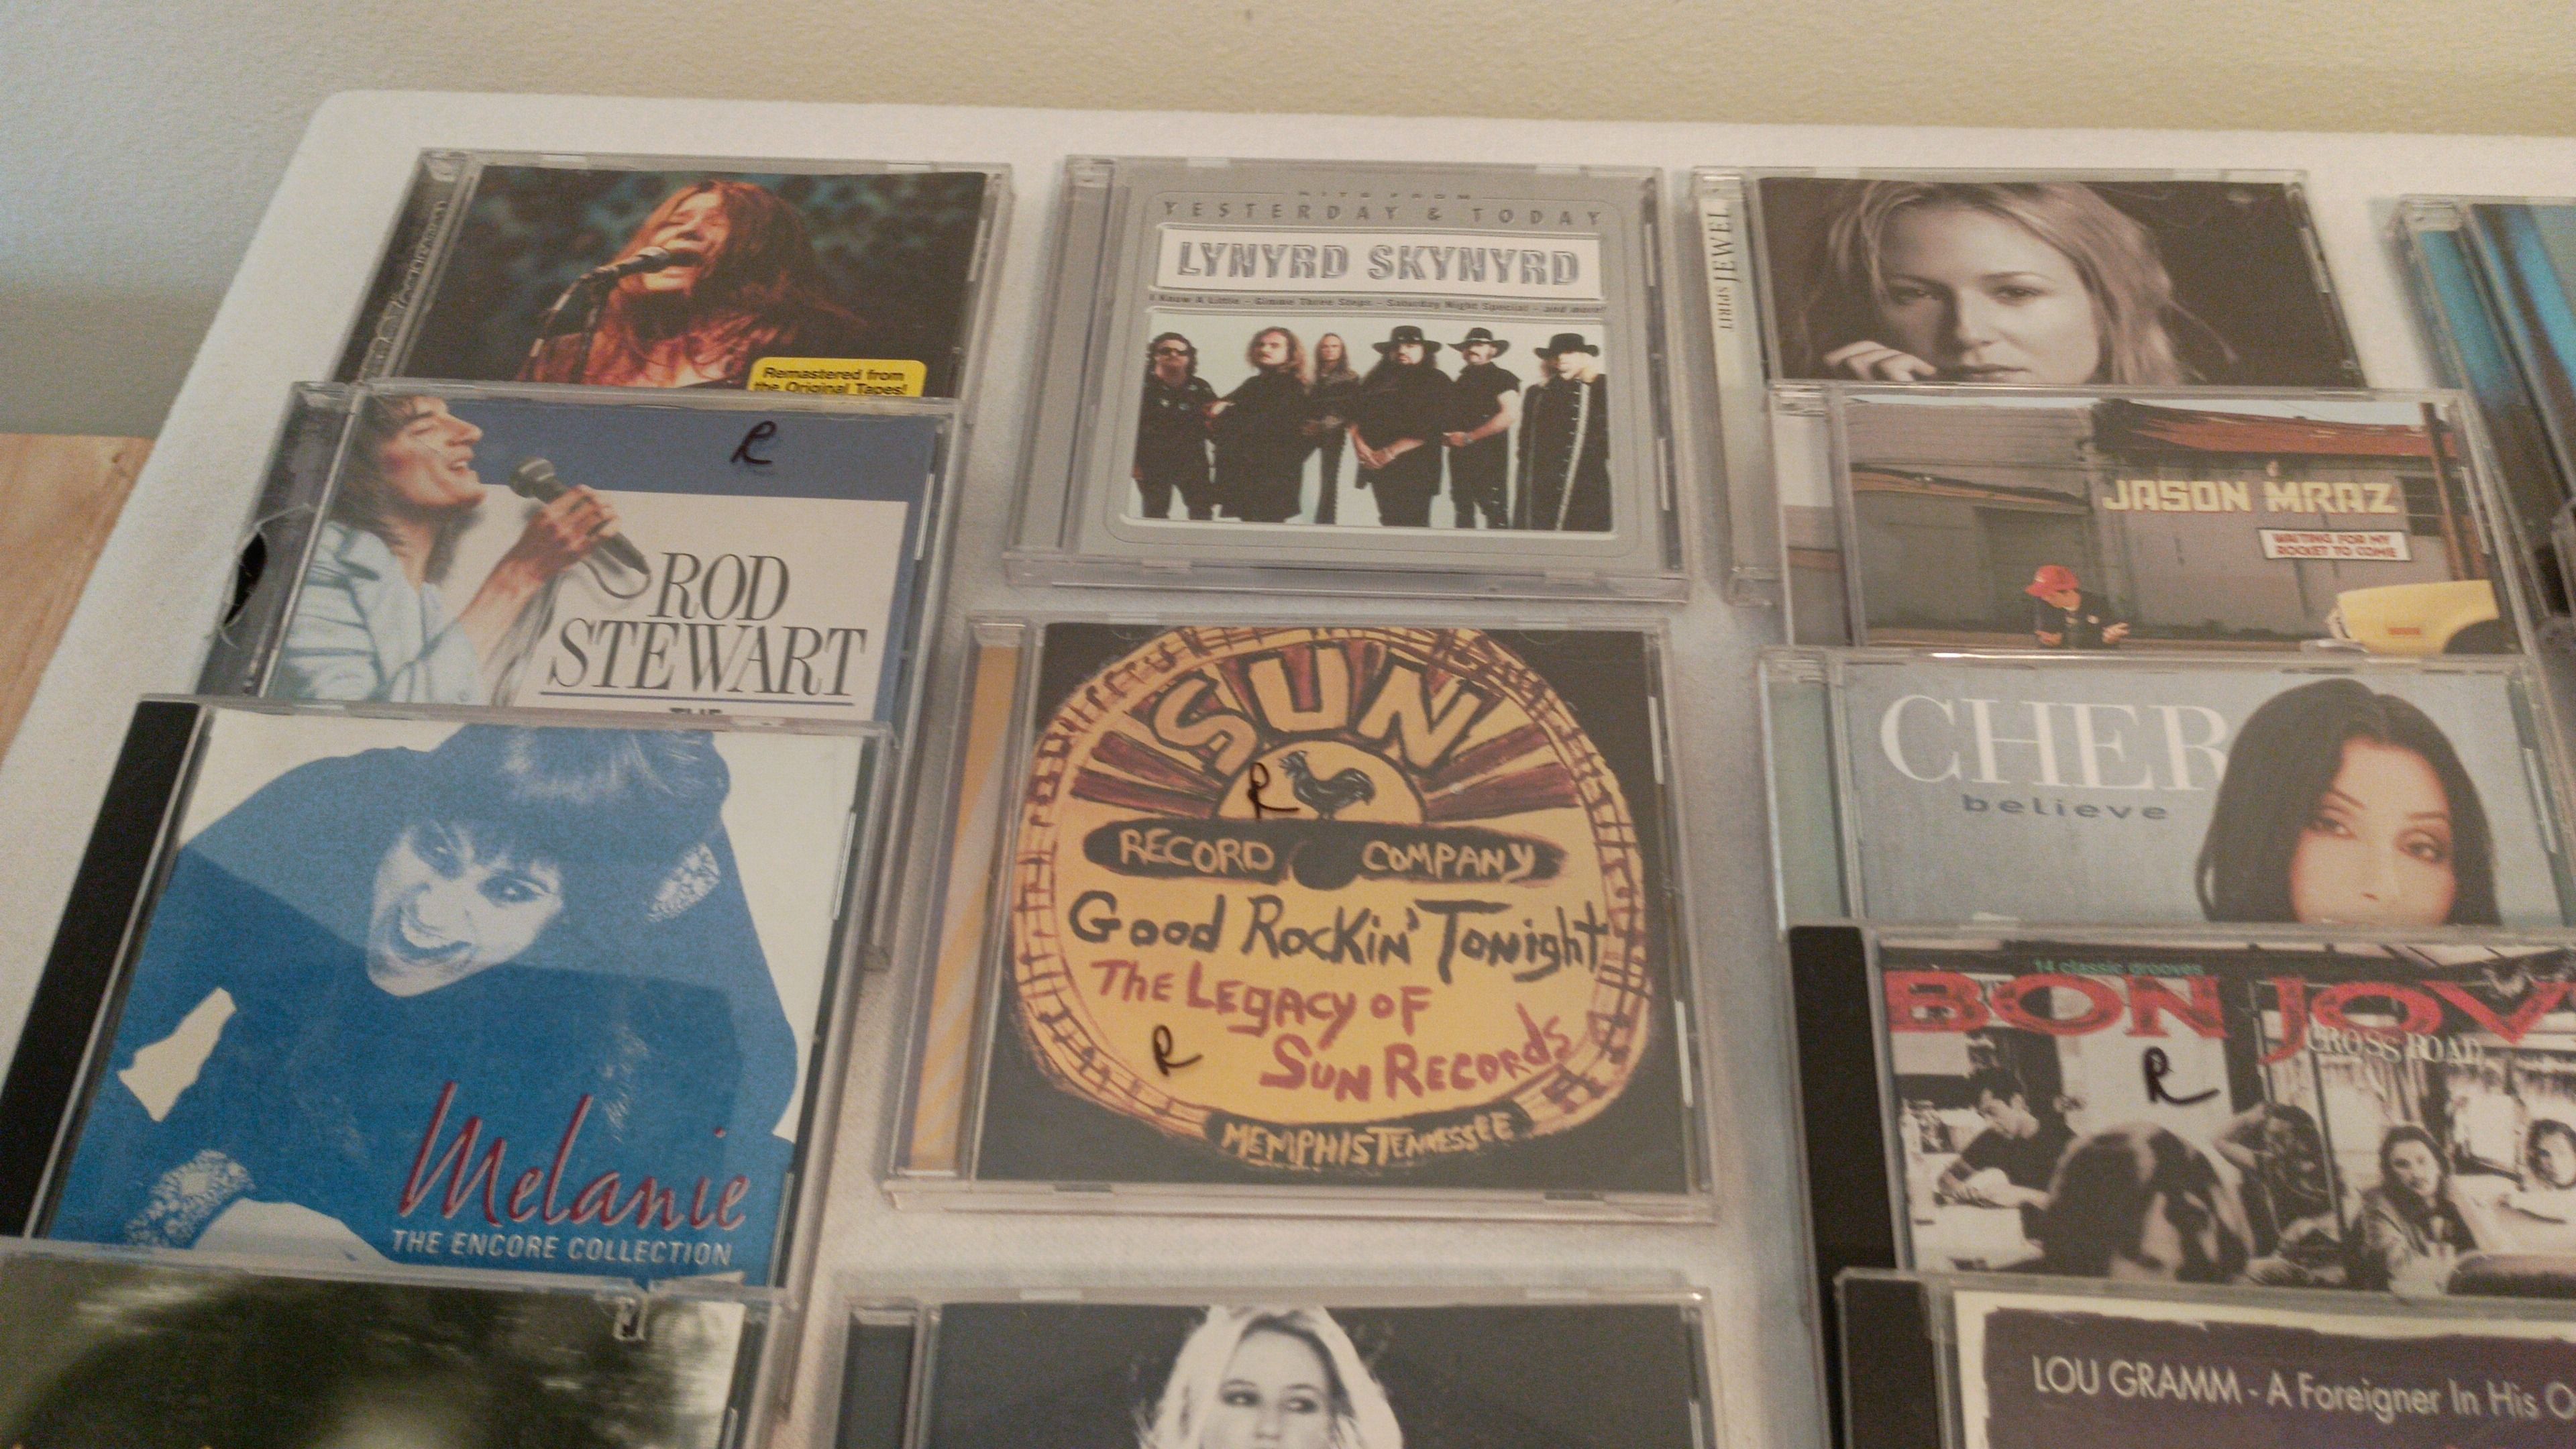 Remastered from
the Original Tapes!
HITS FROM
YESTERDAY & TODAY
LYNYRD SKYNYRD
I Know A Little - Gimme Three Steps - Saturday Night Special - and more!
JEWEL
SPIRIT
R
ROD
STEWART
THE
JASON MRAZ
WAITING FOR MY
ROCKET TO COME
CHER
believe
Melanie
THE ENCORE COLLECTION
SUN
R
RECORD COMPANY
Good Rockin' Tonight
The Legacy of
Sun Records
R
MEMPHIS TENNESSEE
14 classic grooves
BON JOV
CROSS ROAD
R
LOU GRAMM - A Foreigner In His O